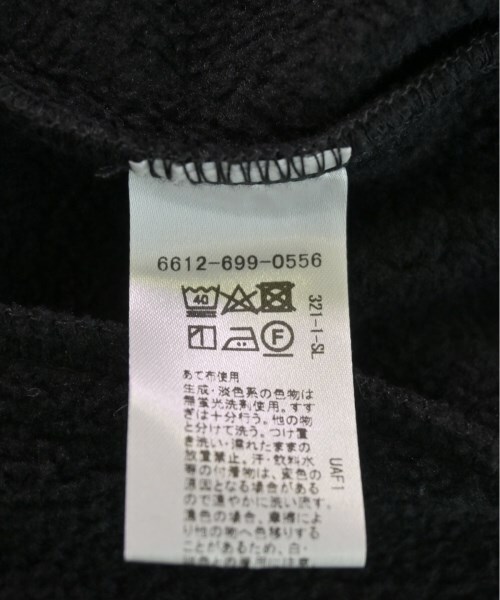 6612-699-0556
40
321-1-SL
F
あて布使用
生成・淡色系の色物は
無蛍光洗剤使用。すす
ぎは十分行う。他の物
と分けて洗う。つけ置
き洗い・濡れたままの
放置禁止。汗・飲料水
等の付着物は、変色の
原因となる場合がある
ので速やかに洗い流す。
濃色の場合、摩擦によ
り他の物へ色移りする
ことがあるため、白・
UAF1